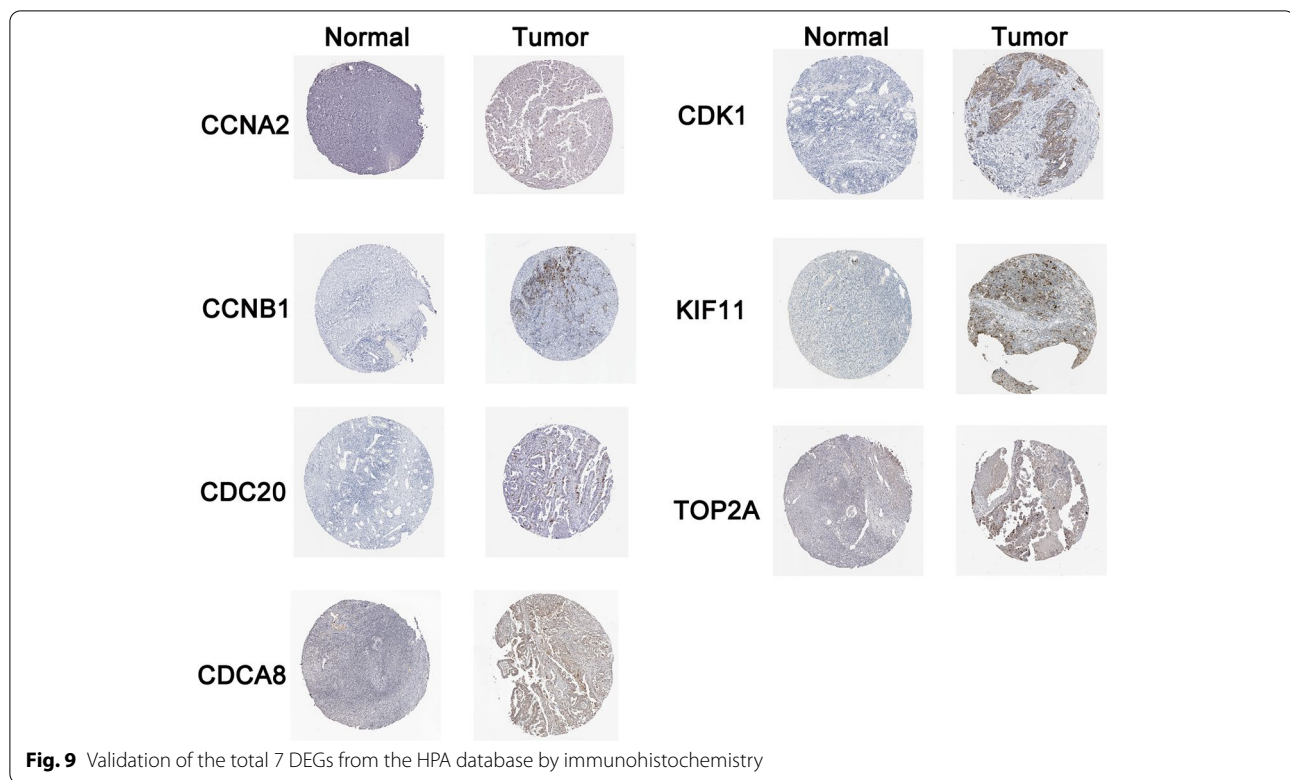 Normal Tumor
CCNA2
CCNB1
CDC20
CDCA8
Normal Tumor
CDK1
KIF11
TOP2A
Fig. 9 Validation of the total 7 DEGs from the HPA database by immunohistochemistry